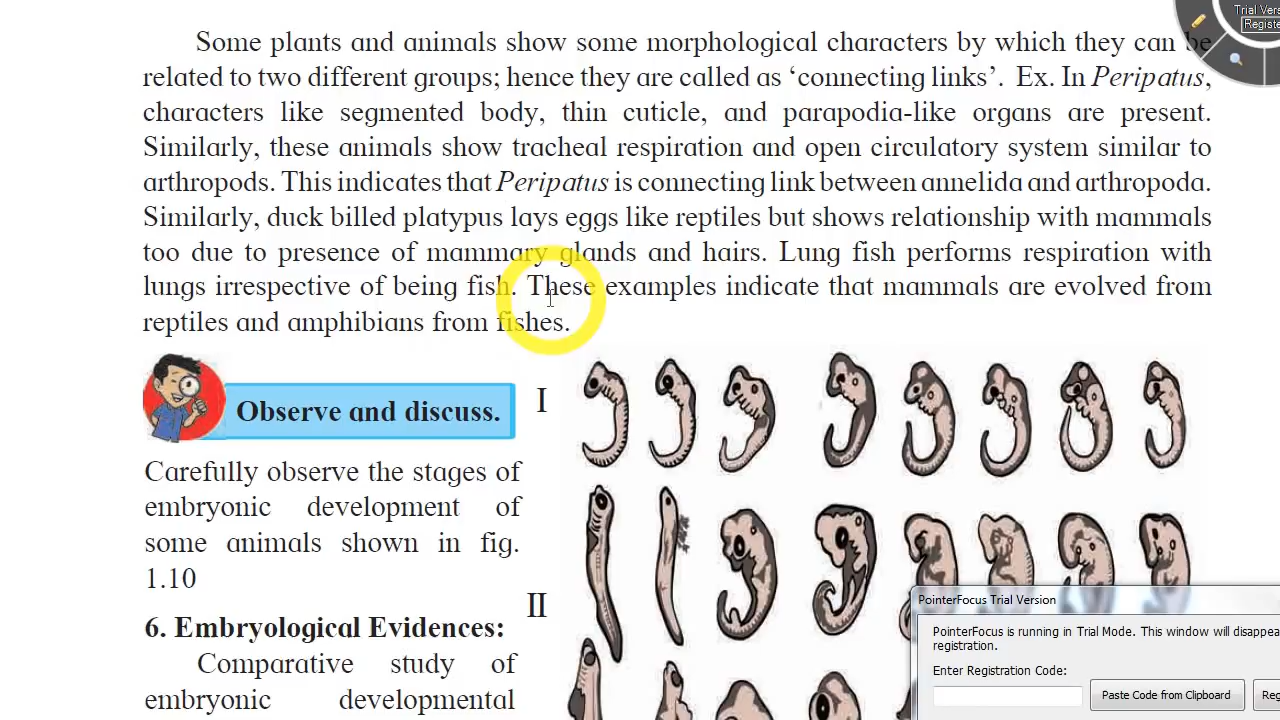 Some plants and animals show some morphological characters by which they can be
related to two different groups; hence they are called as ‘connecting links’. Ex. In Peripatus,
characters like segmented body, thin cuticle, and parapodia-like organs are present.
Similarly, these animals show tracheal respiration and open circulatory system similar to
arthropods. This indicates that Peripatus is connecting link between annelida and arthropoda.
Similarly, duck billed platypus lays eggs like reptiles but shows relationship with mammals
too due to presence of mammary glands and hairs. Lung fish performs respiration with
lungs irrespective of being fish. These examples indicate that mammals are evolved from
reptiles and amphibians from fishes.
Observe and discuss.
Carefully observe the stages of
embryonic development of
some animals shown in fig.
1.10
6. Embryological Evidences:
Comparative study of
embryonic developmental
I
II
Trial Vers
Registe
PointerFocus Trial Version
PointerFocus is running in Trial Mode. This window will disappea
registration.
Enter Registration Code:
Paste Code from Clipboard
Reg